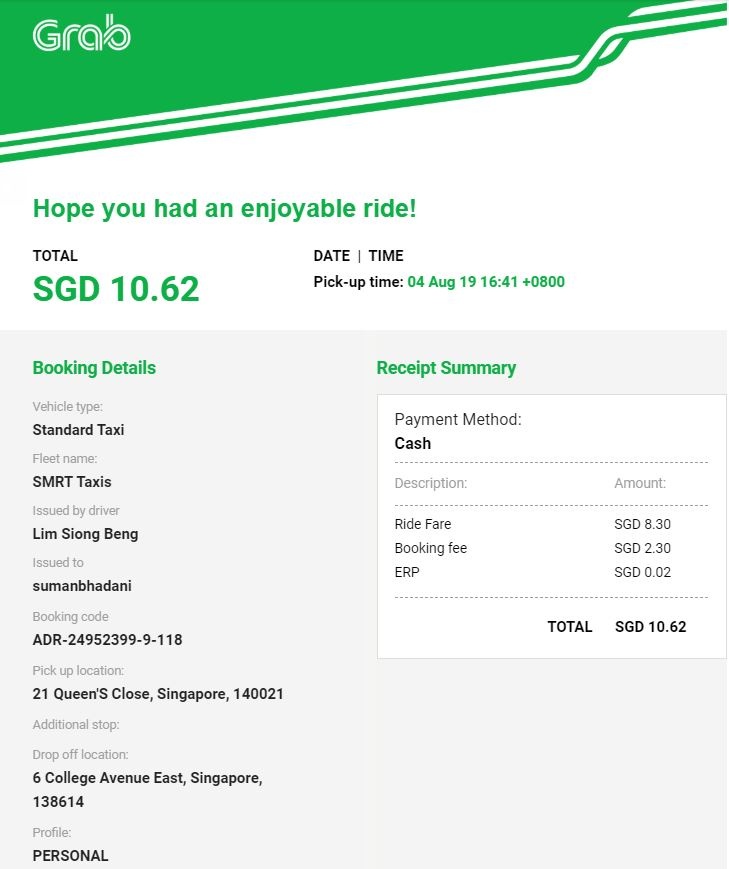 Grab
Hope you had an enjoyable ride!
TOTAL
SGD 10.62
DATE | TIME
Pick-up time: 04 Aug 19 16:41 +0800
Booking Details
Vehicle type:
Standard Taxi
Fleet name:
SMRT Taxis
Issued by driver
Lim Siong Beng
Issued to
sumanbhadani
Booking code
ADR-24952399-9-118
Pick up location:
21 Queen'S Close, Singapore, 140021
Additional stop:
Drop off location:
6 College Avenue East, Singapore,
138614
Profile:
PERSONAL
Receipt Summary
Payment Method:
Cash
Description: Amount:
Ride Fare SGD 8.30
Booking fee SGD 2.30
ERP SGD 0.02
TOTAL SGD 10.62